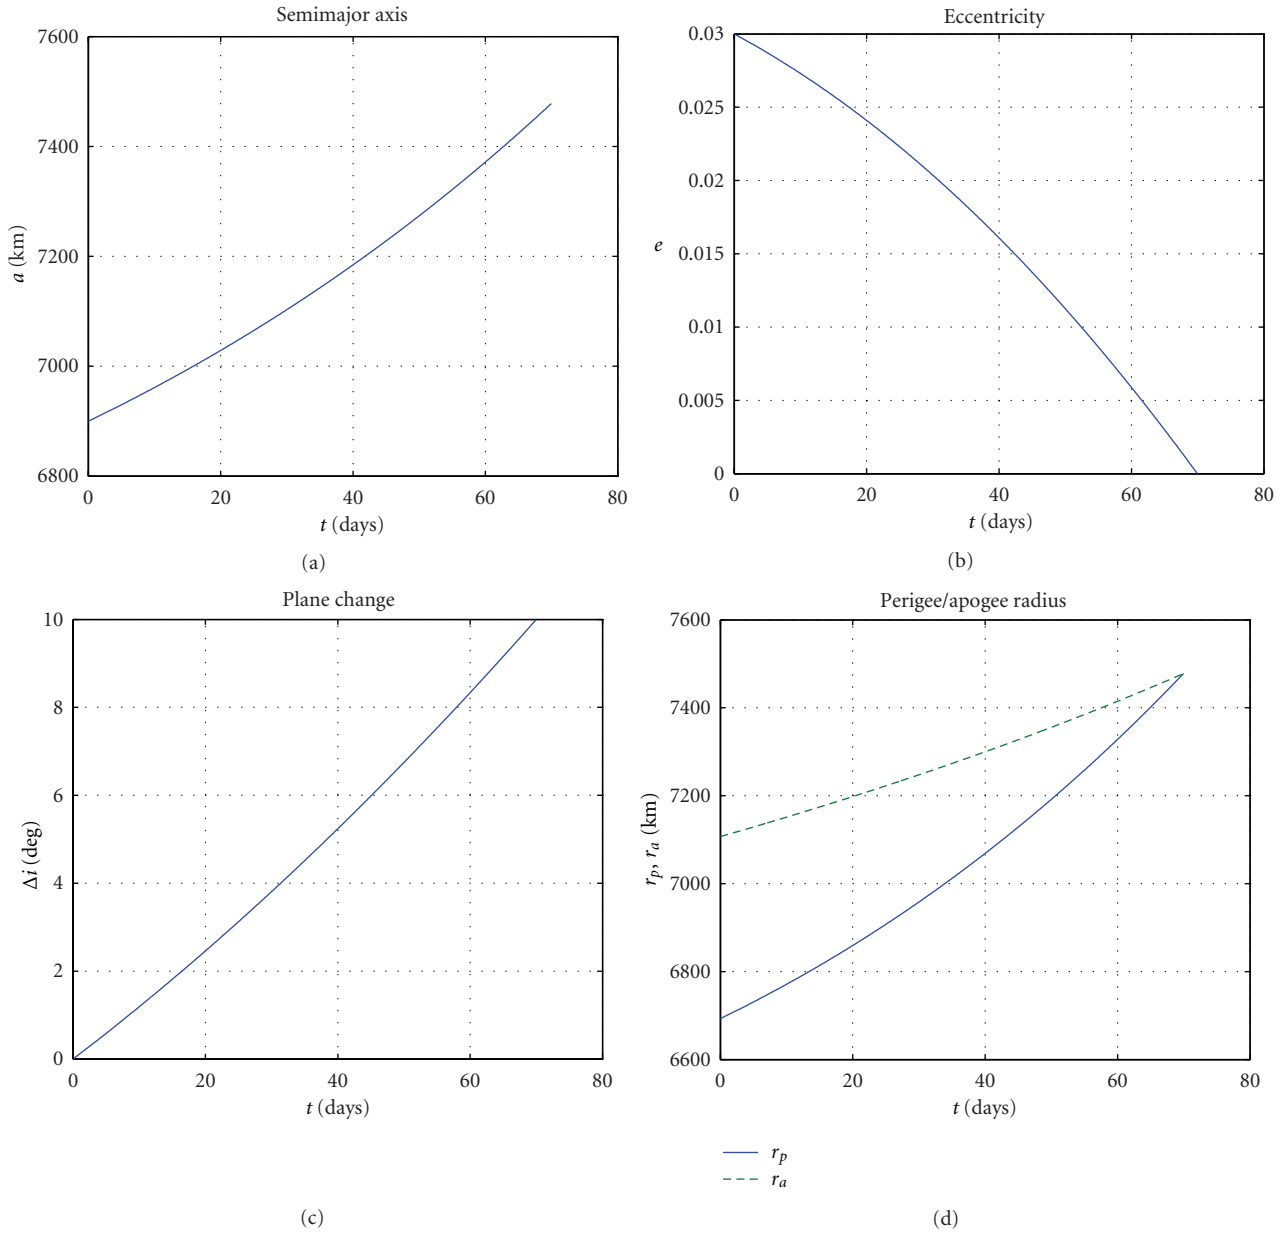 Semimajor axis
7600
7400
7200
7000
6800
a (km)
0 20 40 60 80
t (days)
(a)
Eccentricity
0.03
0.025
0.02
0.015
0.01
0.005
0
e
0 20 40 60 80
t (days)
(b)
Plane change
10
8
6
4
2
0
Δi (deg)
0 20 40 60 80
t (days)
(c)
Perigee/apogee radius
7600
7400
7200
7000
6800
6600
rp, ra (km)
0 20 40 60 80
t (days)
rp
ra
(d)